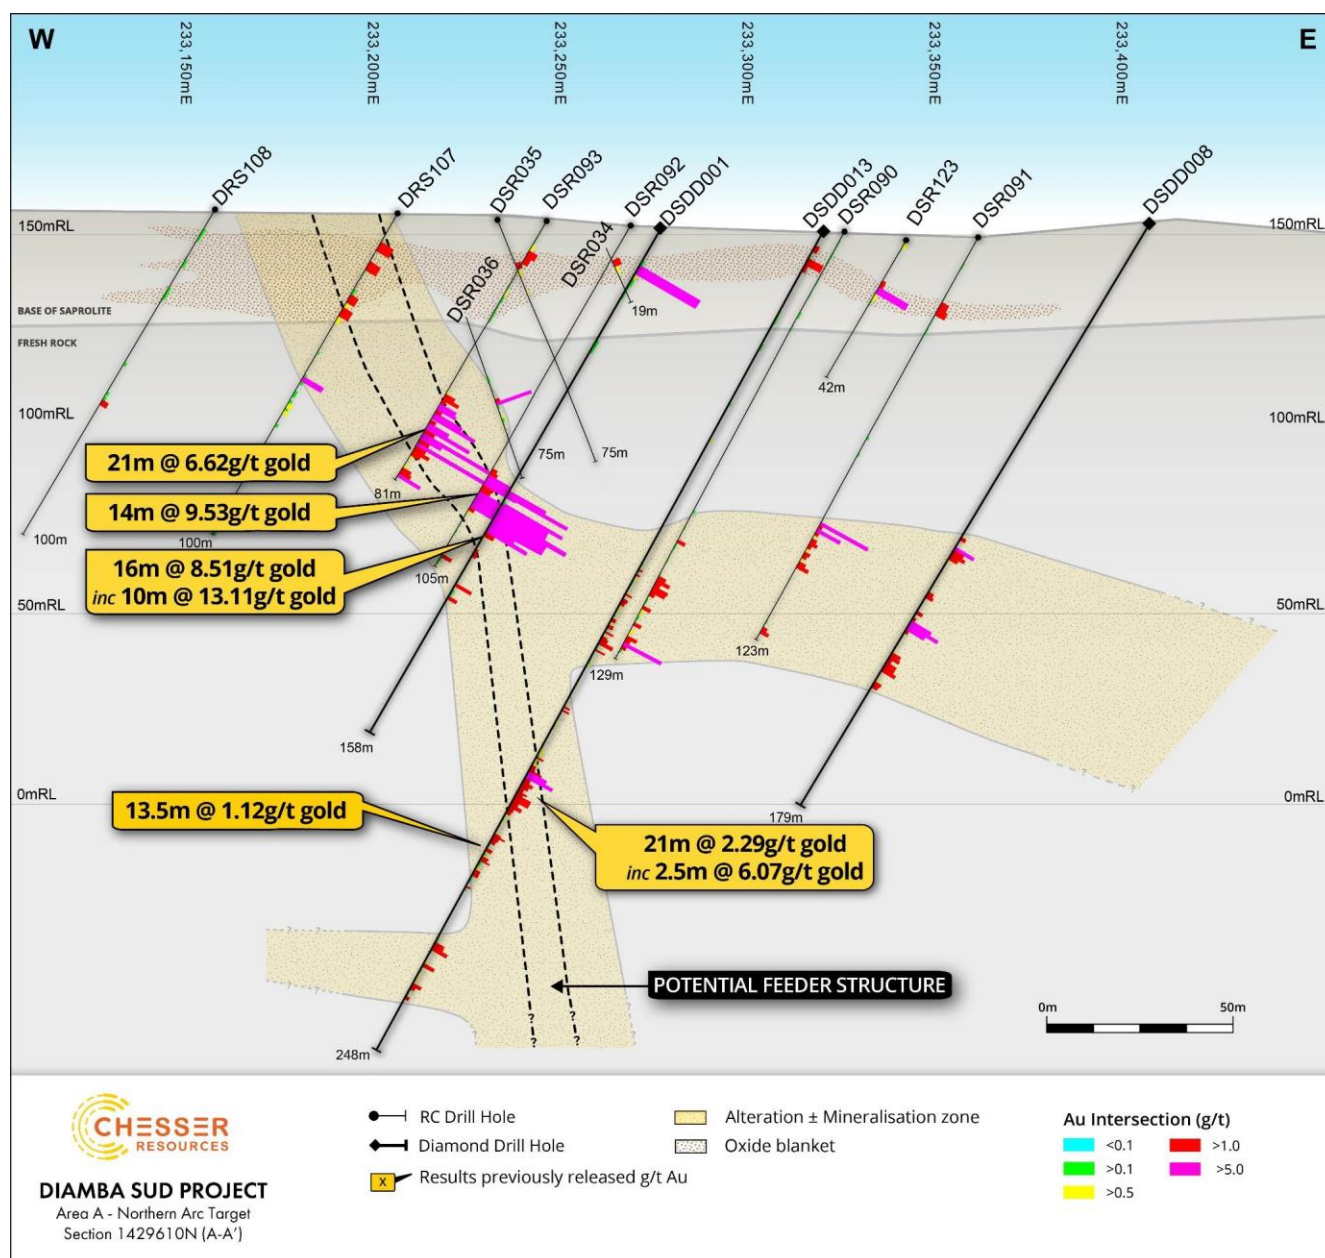 W
E
233,150mE
233,200mE
233,250mE
233,300mE
233,350mE
233,400mE
DRS108
DRS107
DSR035
DSR093
DSR092
DSDD001
DSDD013
DSR090
DSR123
DSR091
DSDD008
DSR034
DSR036
150mRL
150mRL
BASE OF SAPROLITE
FRESH ROCK
19m
42m
100mRL
100mRL
21m @ 6.62g/t gold
75m
75m
81m
14m @ 9.53g/t gold
100m
100m
16m @ 8.51g/t gold
inc 10m @ 13.11g/t gold
105m
50mRL
50mRL
123m
129m
?
?
158m
0mRL
0mRL
13.5m @ 1.12g/t gold
179m
?
?
21m @ 2.29g/t gold
inc 2.5m @ 6.07g/t gold
? ?
? ?
POTENTIAL FEEDER STRUCTURE
?
? ? ?
? ?
?
248m
0m
50m
CHESSER
RESOURCES
DIAMBA SUD PROJECT
Area A - Northern Arc Target
Section 1429610N (A-A’)
RC Drill Hole
Diamond Drill Hole
X
Results previously released g/t Au
Alteration ± Mineralisation zone
Oxide blanket
Au Intersection (g/t)
<0.1
>0.1
>0.5
>1.0
>5.0